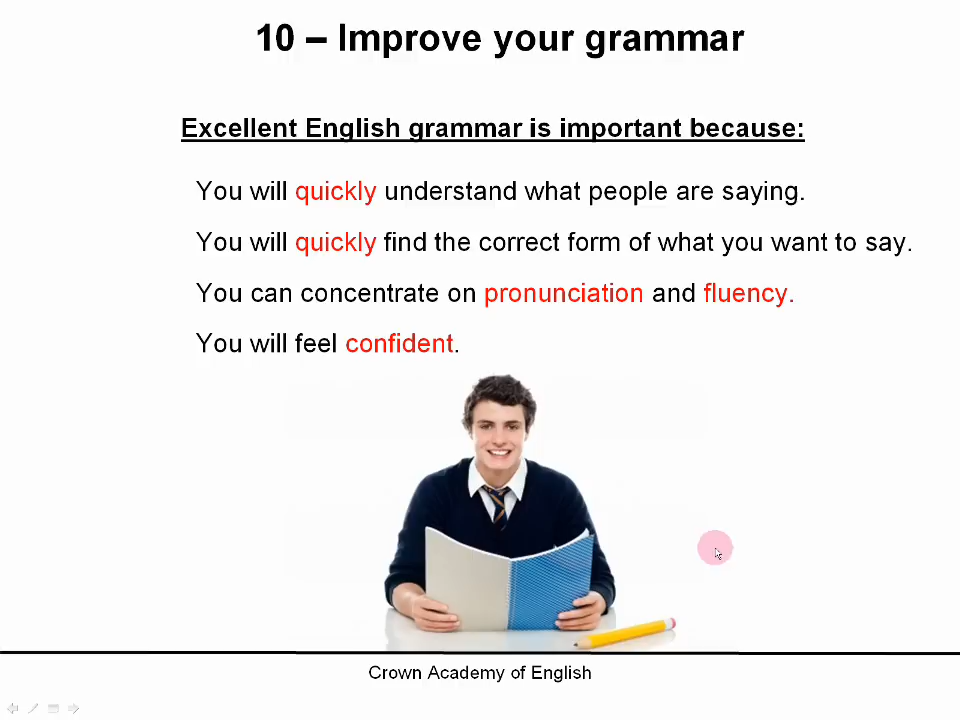 10 – Improve your grammar
Excellent English grammar is important because:
You will quickly understand what people are saying.
You will quickly find the correct form of what you want to say.
You can concentrate on pronunciation and fluency.
You will feel confident.
Crown Academy of English